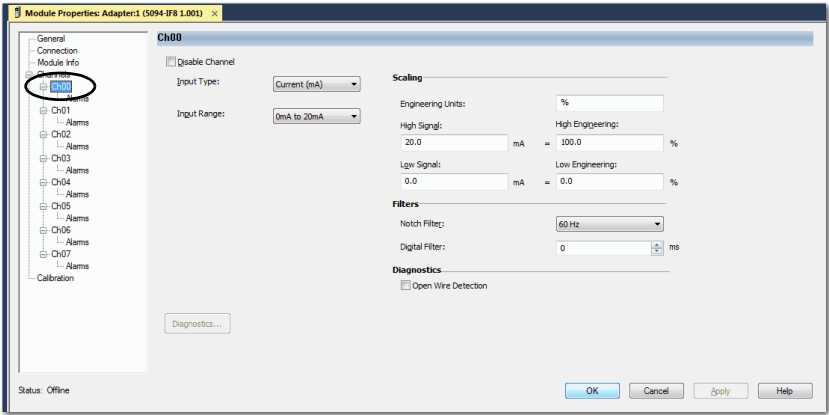 Module Properties: Adapter:1 (5094-IF8 1.001) ×
General
Connection
Module Info
Channels
Ch00
Alarms
Ch01
Alarms
Ch02
Alarms
Ch03
Alarms
Ch04
Alarms
Ch05
Alarms
Ch06
Alarms
Ch07
Alarms
Calibration
Ch00
Disable Channel
Input Type: Current (mA)
Input Range: 0mA to 20mA
Diagnostics...
Scaling
Engineering Units: %
High Signal: High Engineering:
20.0 mA = 100.0 %
Low Signal: Low Engineering:
0.0 mA = 0.0 %
Filters
Notch Filter: 60 Hz
Digital Filter: 0 ms
Diagnostics
Open Wire Detection
Status: Offline
OK Cancel Apply Help